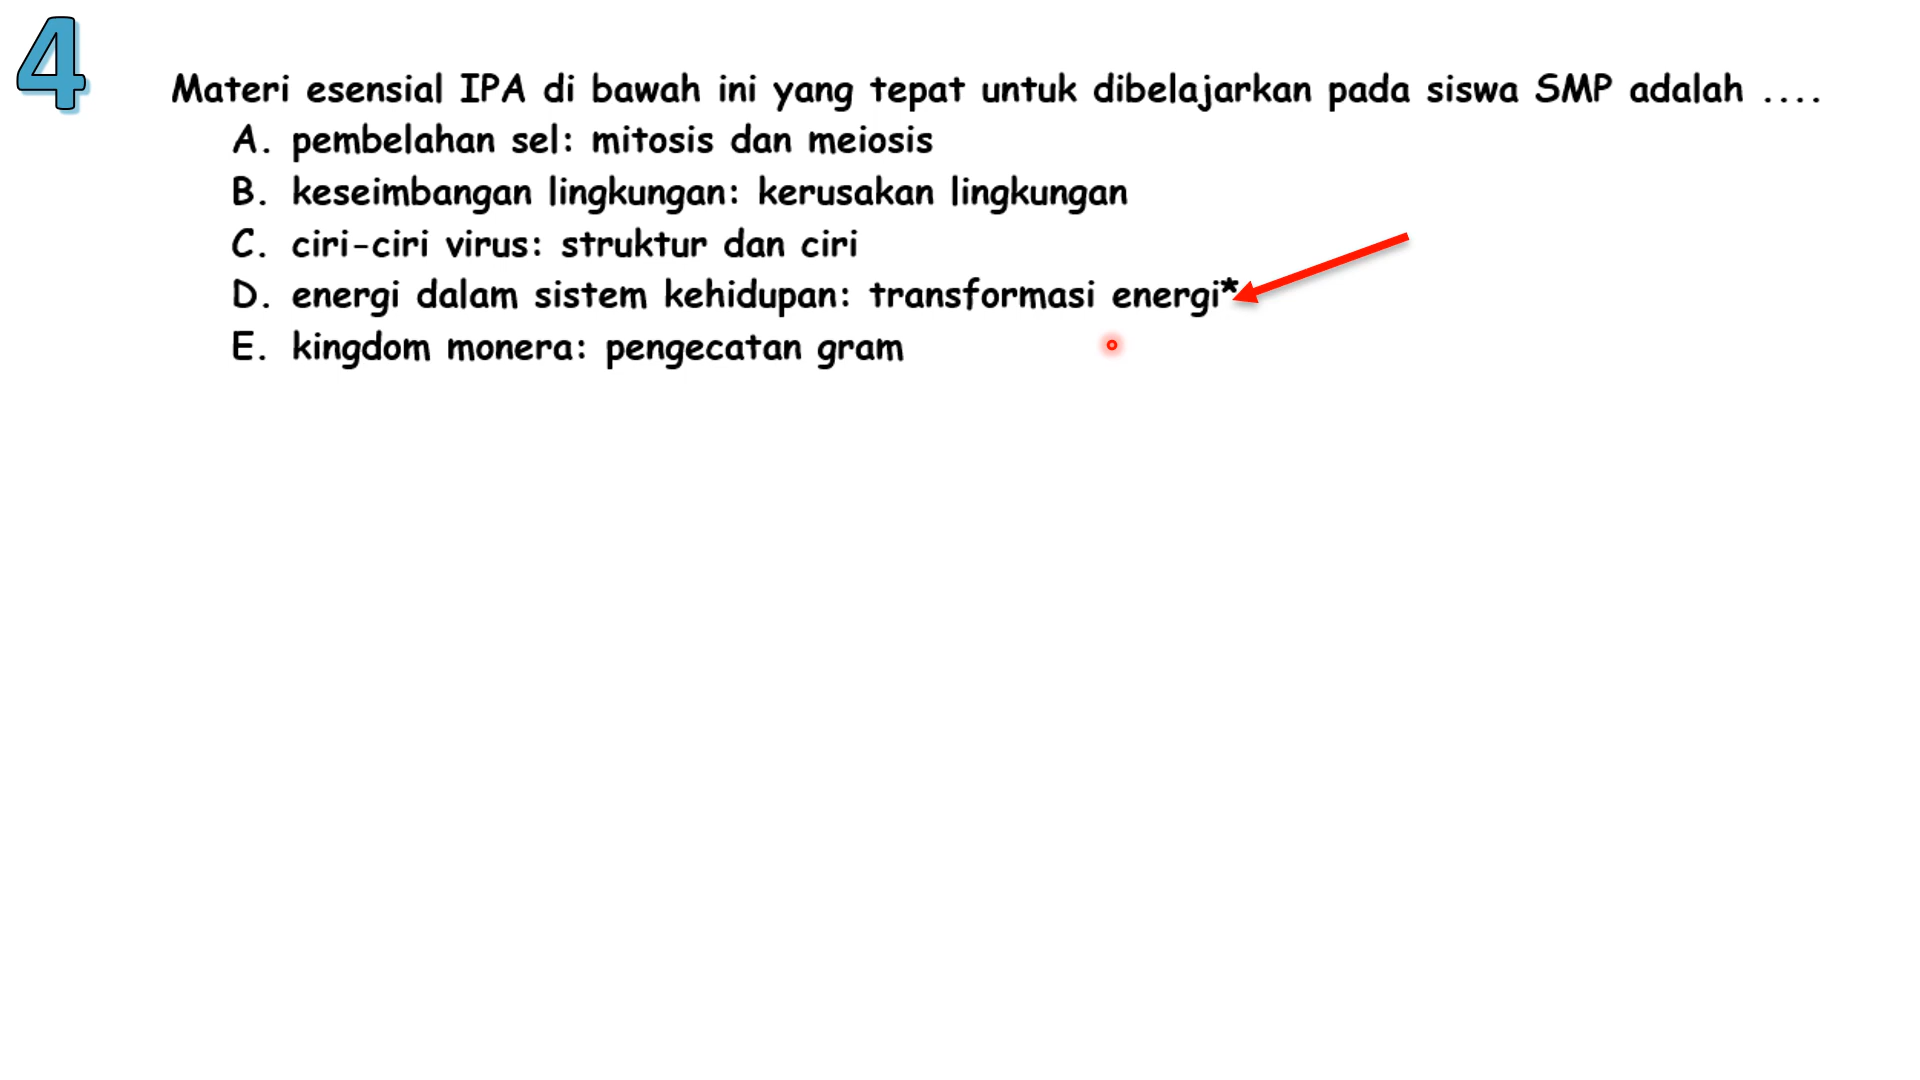 4
Materi esensial IPA di bawah ini yang tepat untuk dibelajarkan pada siswa SMP adalah ....
A. pembelahan sel: mitosis dan meiosis
B. keseimbangan lingkungan: kerusakan lingkungan
C. ciri-ciri virus: struktur dan ciri
D. energi dalam sistem kehidupan: transformasi energi*
E. kingdom monera: pengecatan gram